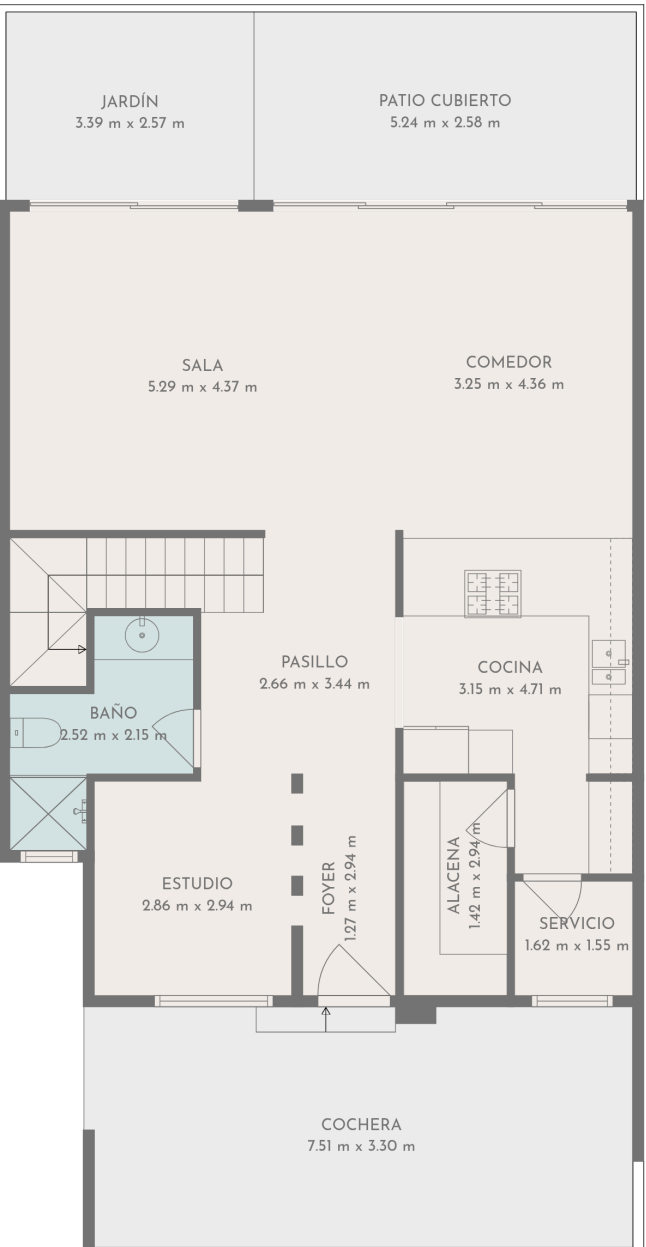 JARDÍN
3.39 m x 2.57 m
PATIO CUBIERTO
5.24 m x 2.58 m
SALA
5.29 m x 4.37 m
COMEDOR
3.25 m x 4.36 m
PASILLO
2.66 m x 3.44 m
COCINA
3.15 m x 4.71 m
BAÑO
2.52 m x 2.15 m
ESTUDIO
2.86 m x 2.94 m
FOYER
1.27 m x 2.94 m
ALACENA
1.42 m x 2.94 m
SERVICIO
1.62 m x 1.55 m
COCHERA
7.51 m x 3.30 m